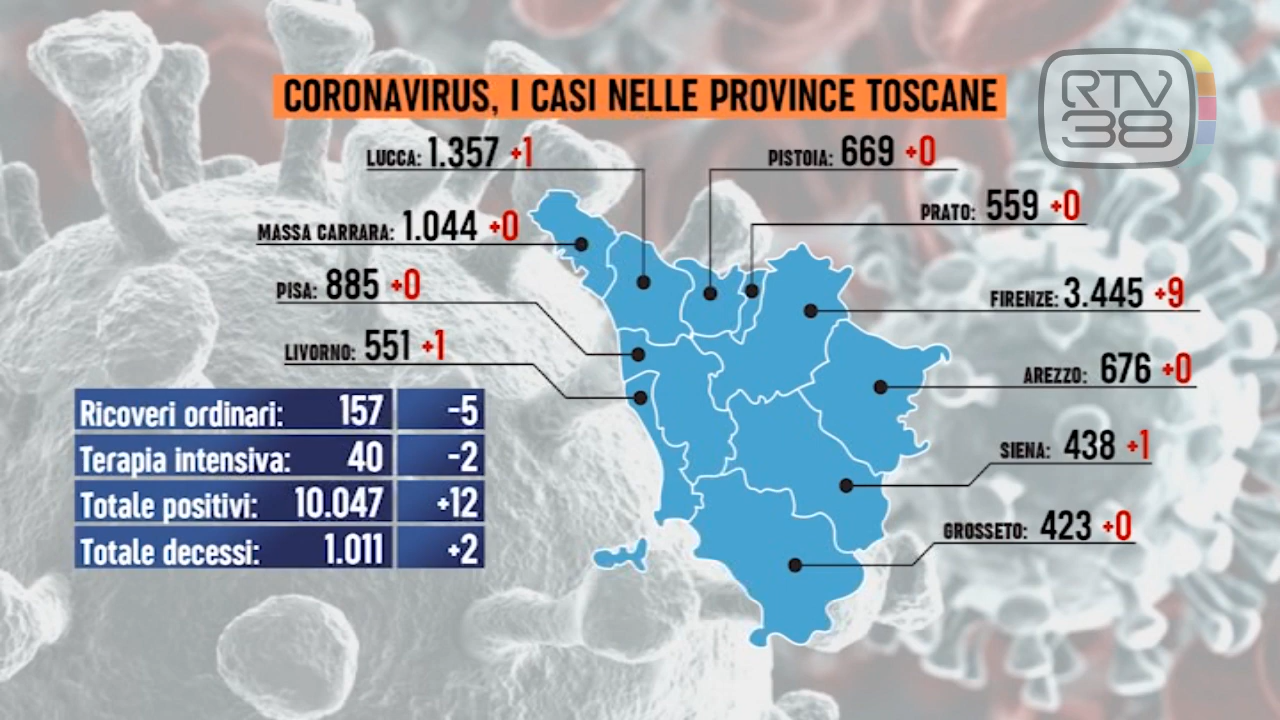 CORONAVIRUS, I CASI NELLE PROVINCE TOSCANE
RTV
38
LUCCA: 1.357 +1
PISTOIA: 669 +0
PRATO: 559 +0
MASSA CARRARA: 1.044 +0
PISA: 885 +0
FIRENZE: 3.445 +9
LIVORNO: 551 +1
AREZZO: 676 +0
Ricoveri ordinari: 157 -5
Terapia intensiva: 40 -2
SIENA: 438 +1
Totale positivi: 10.047 +12
GROSSETO: 423 +0
Totale decessi: 1.011 +2